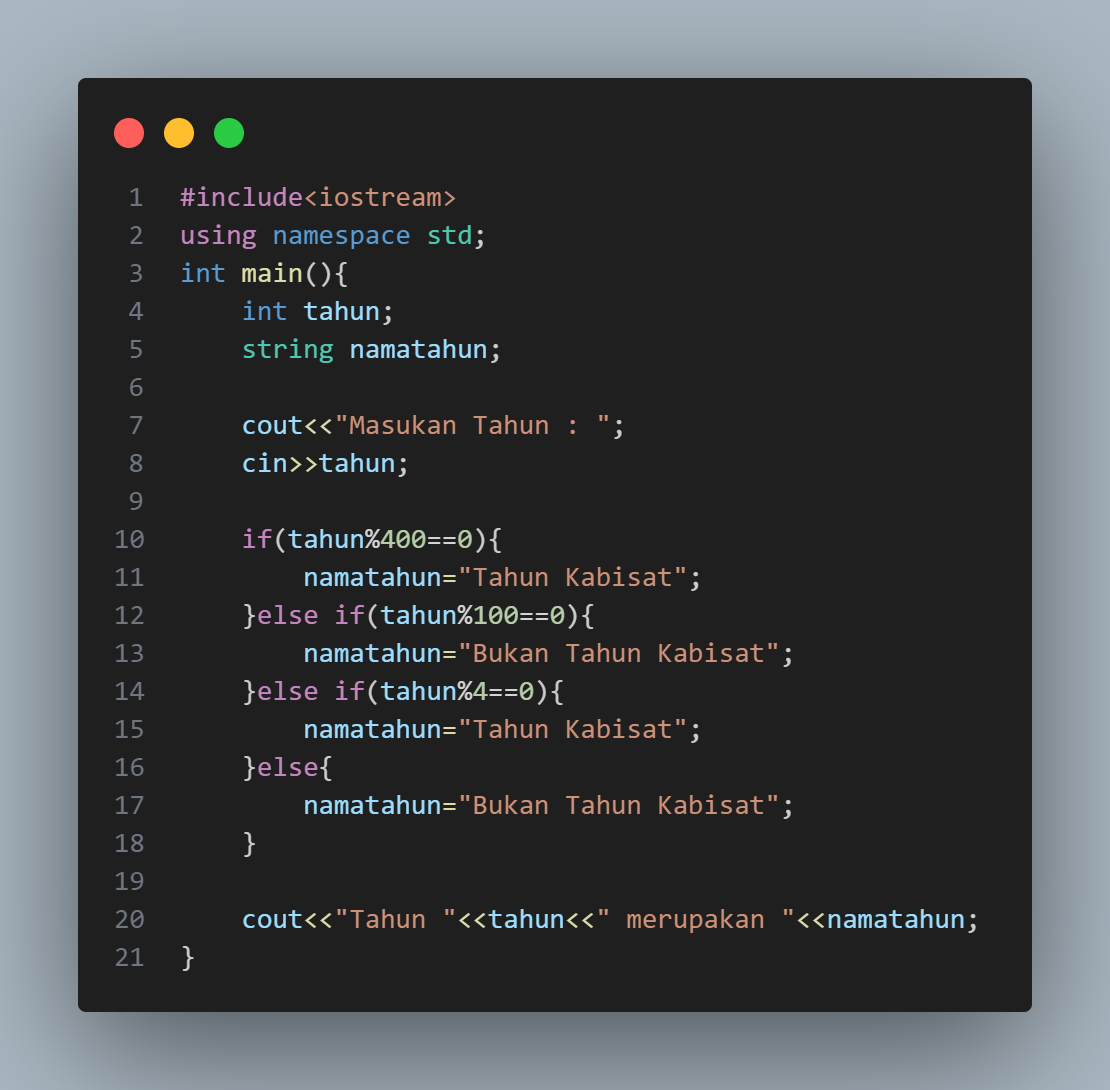 1 #include<iostream>
2 using namespace std;
3 int main(){
4     int tahun;
5     string namatahun;
6
7     cout<<"Masukan Tahun : ";
8     cin>>tahun;
9
10     if(tahun%400==0){
11         namatahun="Tahun Kabisat";
12     }else if(tahun%100==0){
13         namatahun="Bukan Tahun Kabisat";
14     }else if(tahun%4==0){
15         namatahun="Tahun Kabisat";
16     }else{
17         namatahun="Bukan Tahun Kabisat";
18     }
19
20     cout<<"Tahun "<<tahun<<" merupakan "<<namatahun;
21 }